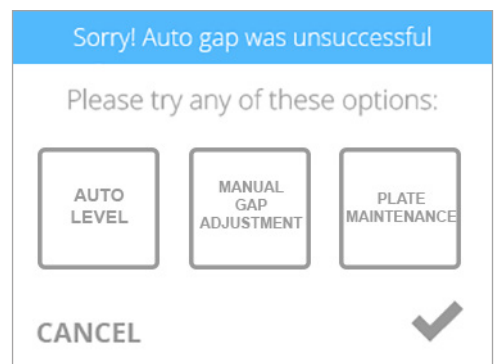 Sorry! Auto gap was unsuccessful
Please try any of these options:
AUTO
LEVEL
MANUAL
GAP
ADJUSTMENT
PLATE
MAINTENANCE
CANCEL